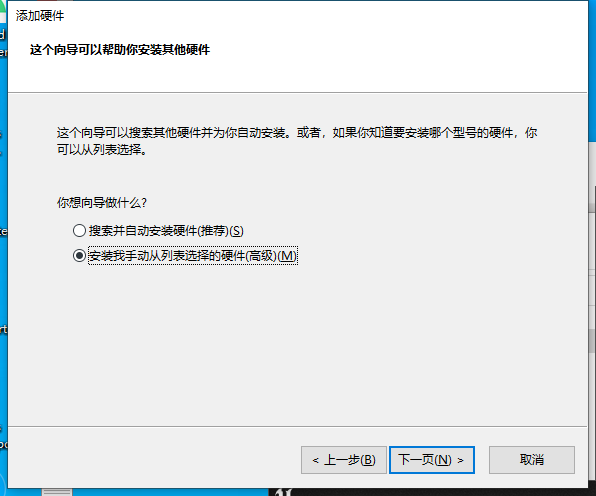 添加硬件
这个向导可以帮助你安装其他硬件
这个向导可以搜索其他硬件并为你自动安装。或者，如果你知道要安装哪个型号的硬件，你
可以从列表选择。
你想向导做什么?
搜索并自动安装硬件(推荐)(S)
安装我手动从列表选择的硬件(高级)(M)
< 上一步(B)
下一页(N) >
取消